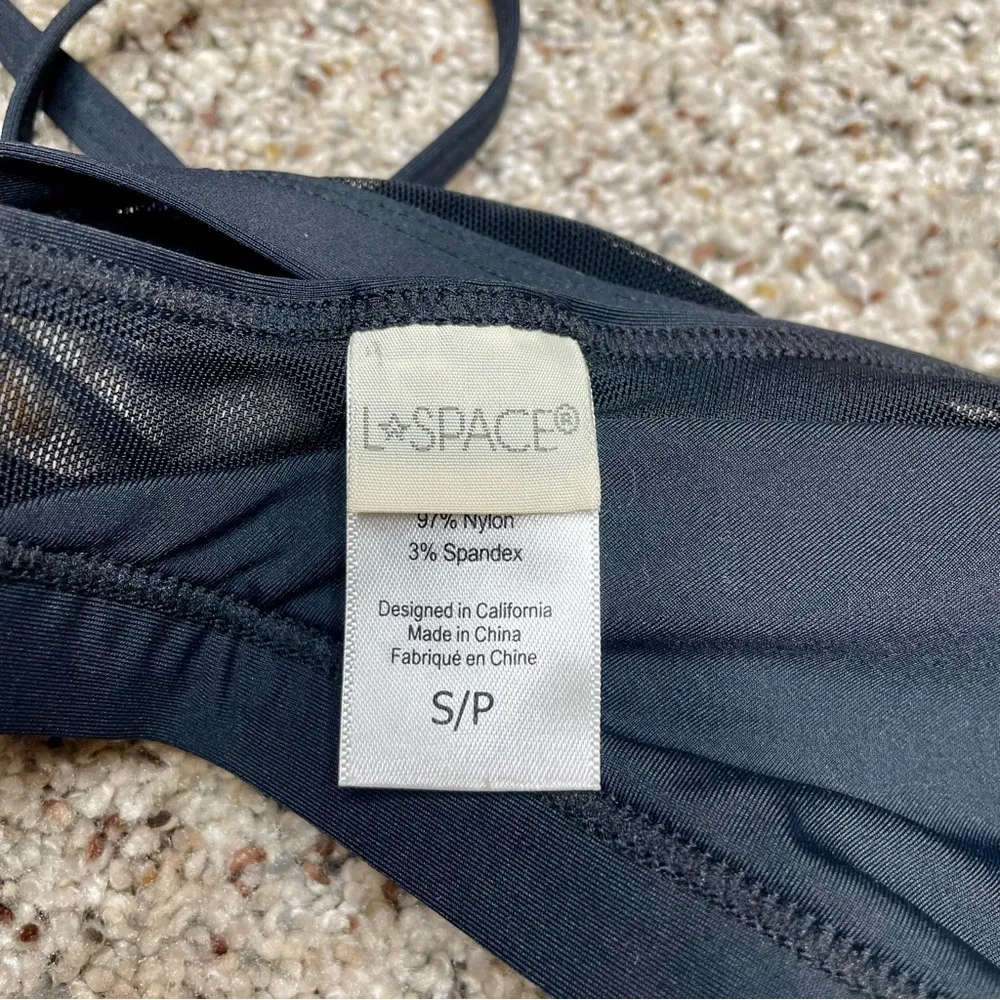 L☆SPACE®
97% Nylon
3% Spandex
Designed in California
Made in China
Fabriqué en Chine
S/P